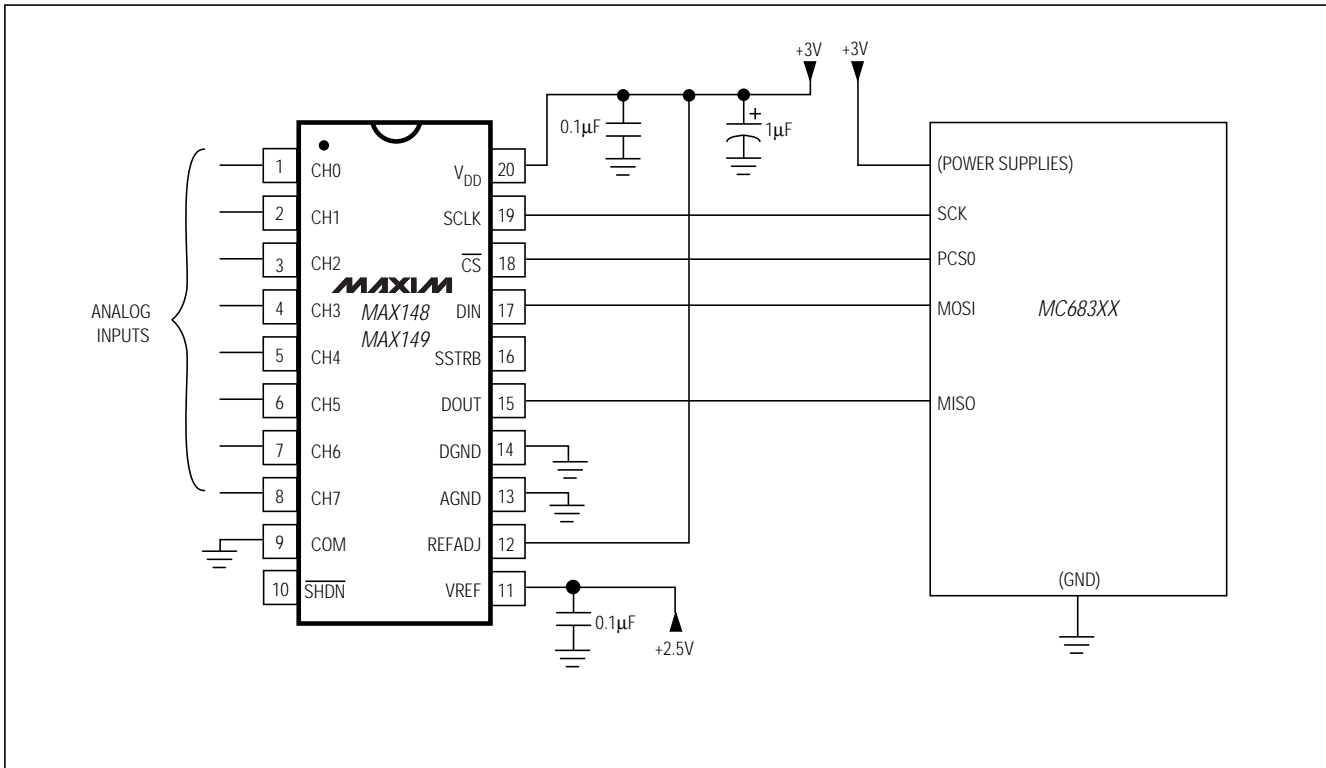 +3V +3V
0.1µF
+
1µF
ANALOG
INPUTS
1 CH0
2 CH1
3 CH2
4 CH3
5 CH4
6 CH5
7 CH6
8 CH7
9 COM
10 SHDN
MAXIM
MAX148
MAX149
VDD 20
SCLK 19
CS 18
DIN 17
SSTRB 16
DOUT 15
DGND 14
AGND 13
REFADJ 12
VREF 11
0.1µF
+2.5V
(POWER SUPPLIES)
SCK
PCS0
MOSI
MC683XX
MISO
(GND)